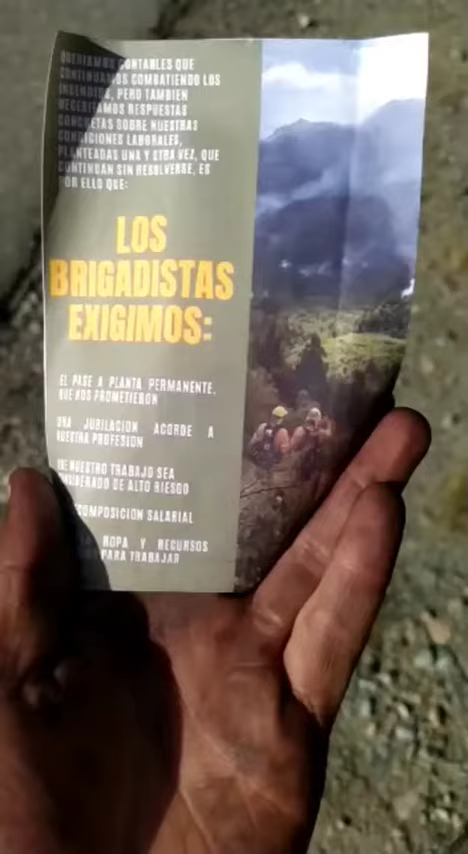 QUERIAMOS CONTARLES QUE
CONTINUAMOS COMBATIENDO LOS
INCENDIOS, PERO TAMBIEN
NECESITAMOS RESPUESTAS
CONCRETAS SOBRE NUESTRAS
CONDICIONES LABORALES,
PLANTEADAS UNA Y OTRA VEZ, QUE
CONTINUAN SIN RESOLVERSE, ES
POR ELLO QUE:
LOS
BRIGADISTAS
EXIGIMOS:
EL PASE A PLANTA PERMANENTE,
QUE NOS PROMETIERON
UNA JUBILACION ACORDE A
NUESTRA PROFESION
QUE NUESTRO TRABAJO SEA
CONSIDERADO DE ALTO RIESGO
RECOMPOSICION SALARIAL
ROPA Y RECURSOS
PARA TRABAJAR